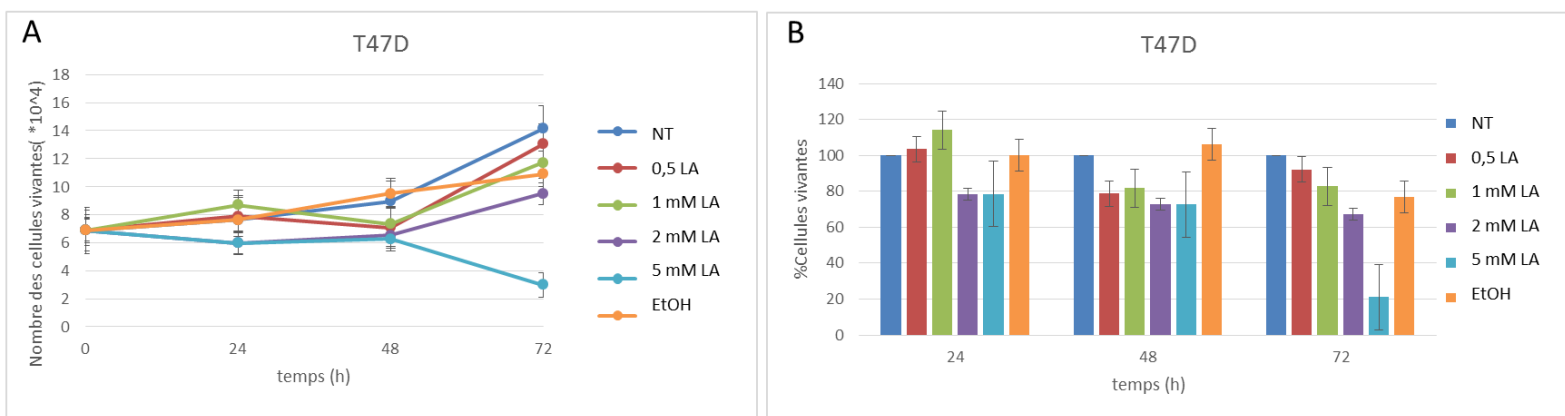 A
T47D
Nombre des cellules vivantes( *10^4)
18
16
14
12
10
8
6
4
2
0
0 24 48 72
temps (h)
NT
0,5 LA
1 mM LA
2 mM LA
5 mM LA
EtOH
B
T47D
%Cellules vivantes
140
120
100
80
60
40
20
0
24 48 72
temps (h)
NT
0,5 LA
1 mM LA
2 mM LA
5 mM LA
EtOH